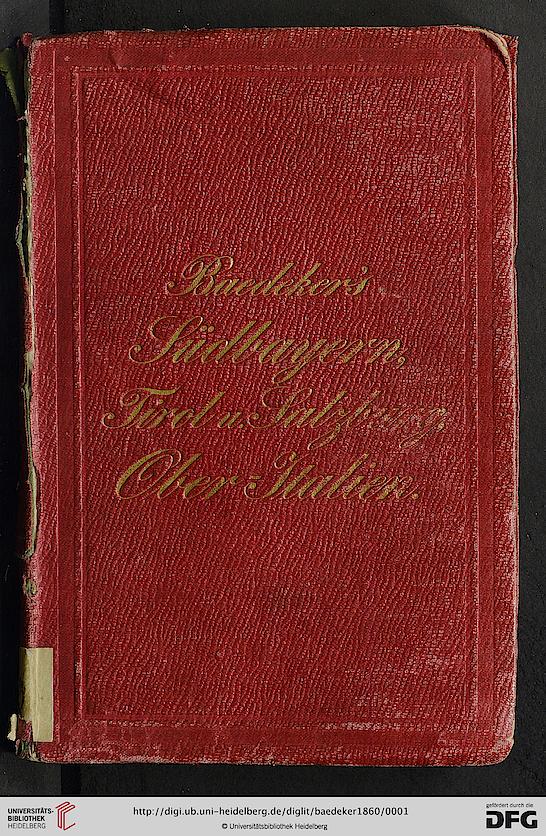 Baedeker's
Südbayern,
Tirol u. Salzburg,
Ober-Italien.
UNIVERSITÄTS-
BIBLIOTHEK
HEIDELBERG
http://digi.ub.uni-heidelberg.de/diglit/baedeker1860/0001
© Universitätsbibliothek Heidelberg
gefördert durch die
DFG